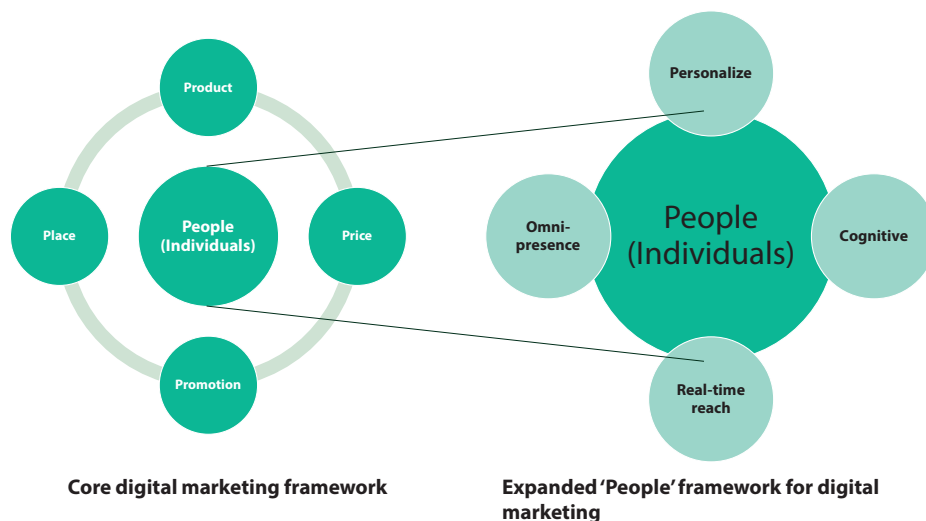 Product
Place
People
(Individuals)
Price
Promotion
Core digital marketing framework
Personalize
Omni-
presence
People
(Individuals)
Cognitive
Real-time
reach
Expanded ‘People’ framework for digital
marketing